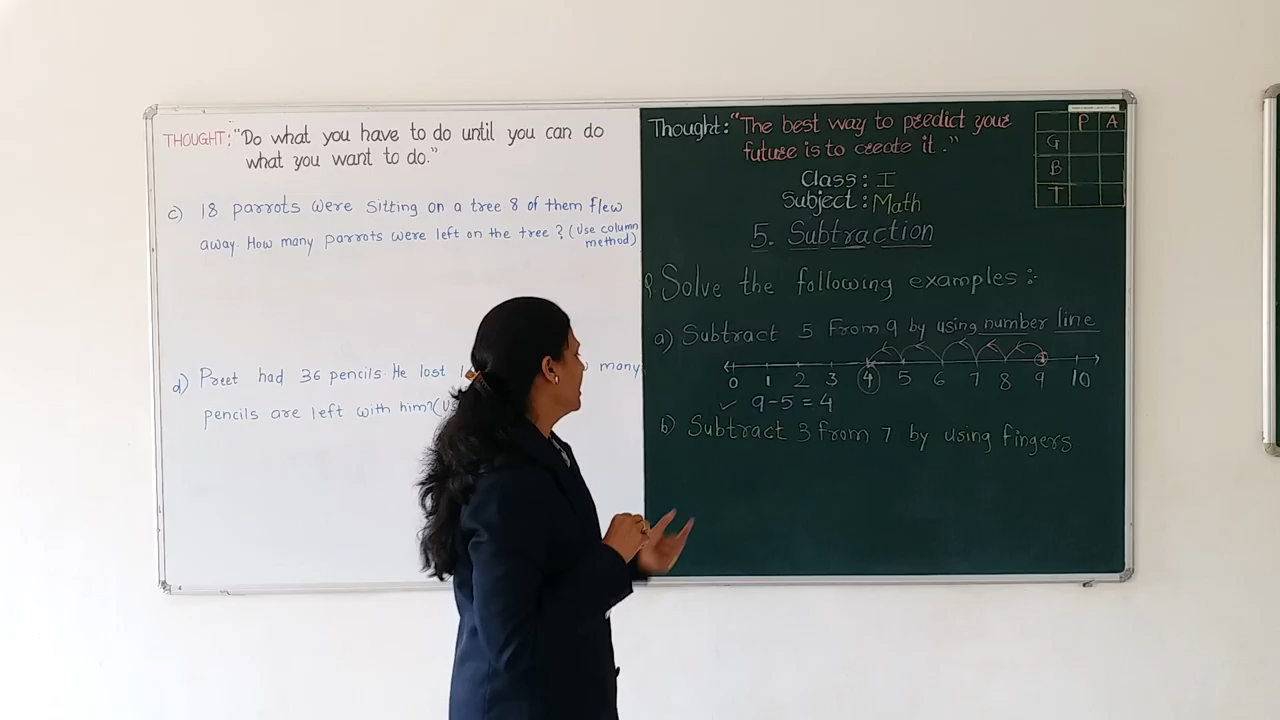 THOUGHT: "Do what you have to do until you can do
what you want to do."
c) 18 parrots were sitting on a tree 8 of them flew
away. How many parrots were left on the tree ? (Use column
method)
d) Preet had 36 pencils He lost many
pencils are left with him?
Thought: "The best way to predict your
future is to create it."
P A
G
B
T
Class : I
Subject : Math
5. Subtraction
Q. Solve the following examples :-
a) Subtract 5 From 9 by using number line
0 1 2 3 4 5 6 7 8 9 10
✓ 9-5=4
b) Subtract 3 from 7 by using fingers